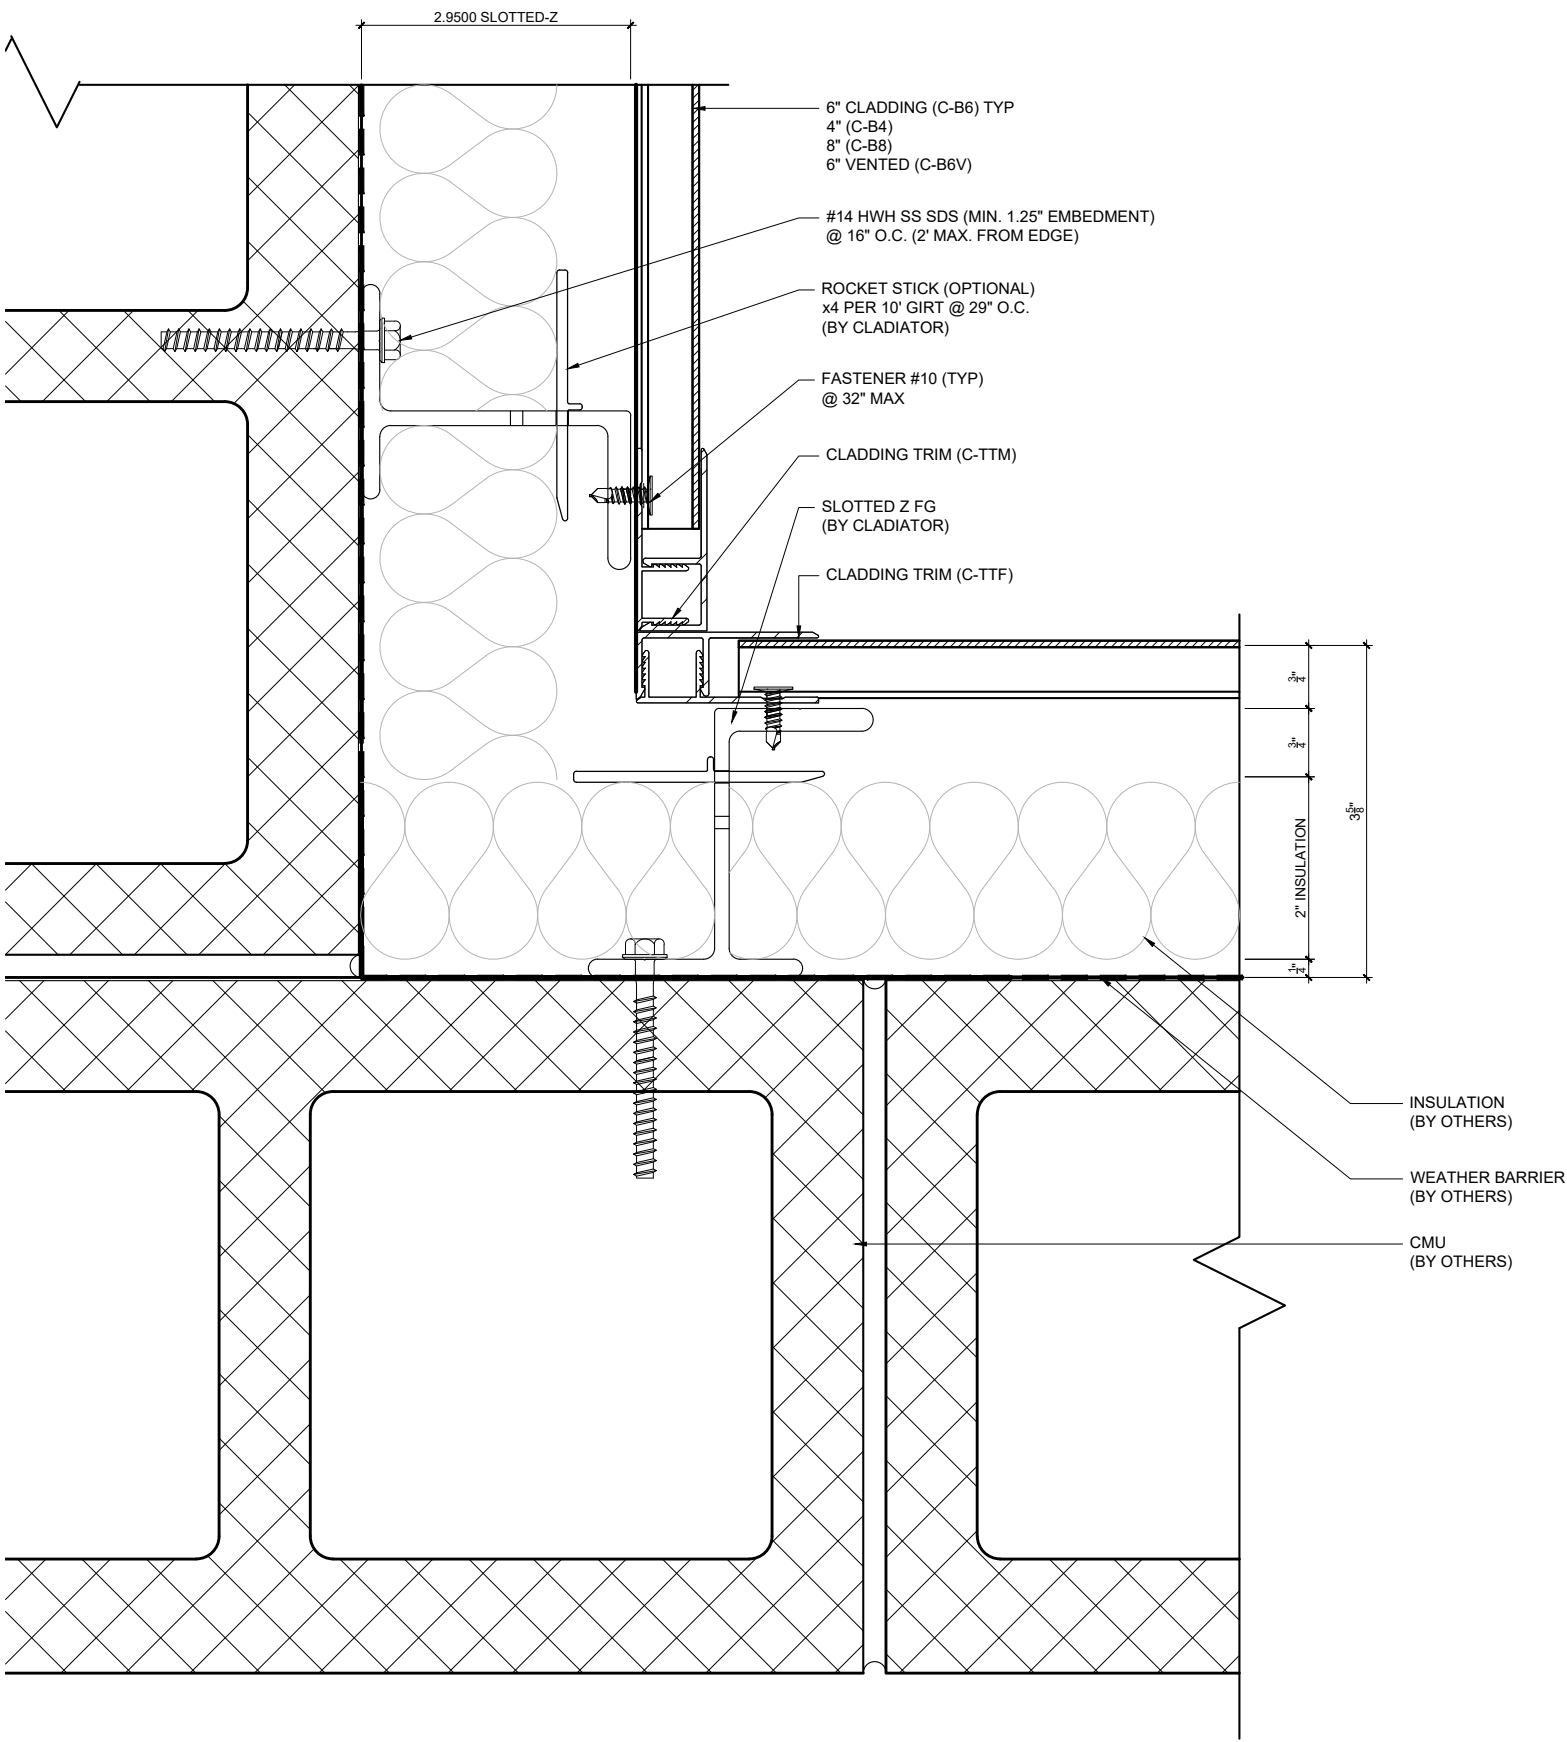 2.9500 SLOTTED-Z
6" CLADDING (C-B6) TYP
4" (C-B4)
8" (C-B8)
6" VENTED (C-B6V)
#14 HWH SS SDS (MIN. 1.25" EMBEDMENT)
@ 16" O.C. (2' MAX. FROM EDGE)
ROCKET STICK (OPTIONAL)
x4 PER 10' GIRT @ 29" O.C.
(BY CLADIATOR)
FASTENER #10 (TYP)
@ 32" MAX
CLADDING TRIM (C-TTM)
SLOTTED Z FG
(BY CLADIATOR)
CLADDING TRIM (C-TTF)
3/4"
3/4"
2" INSULATION
1/4"
3 5/8"
INSULATION
(BY OTHERS)
WEATHER BARRIER
(BY OTHERS)
CMU
(BY OTHERS)